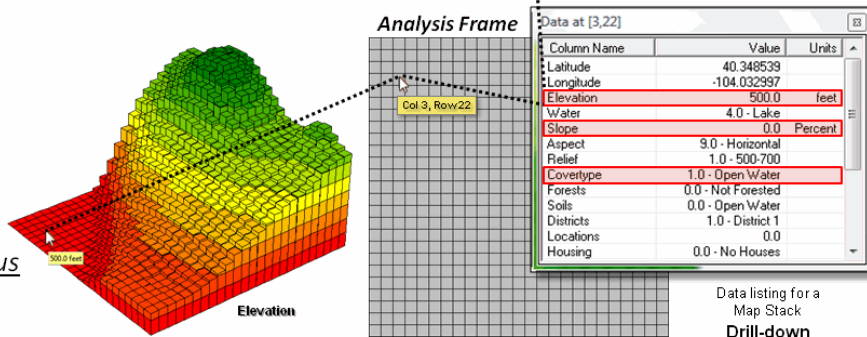 Analysis Frame
Data at [3,22]
Column Name Value Units
Latitude 40.348539
Longitude -104.032997
Elevation 500.0 feet
Water 4.0 - Lake
Slope 0.0 Percent
Aspect 9.0 - Horizontal
Relief 1.0 - 500-700
Covertype 1.0 - Open Water
Forests 0.0 - Not Forested
Soils 0.0 - Open Water
Districts 1.0 - District 1
Locations 0.0
Housing 0.0 - No Houses
Col 3, Row22
500.0 feet
us
Elevation
Data listing for a
Map Stack
Drill-down